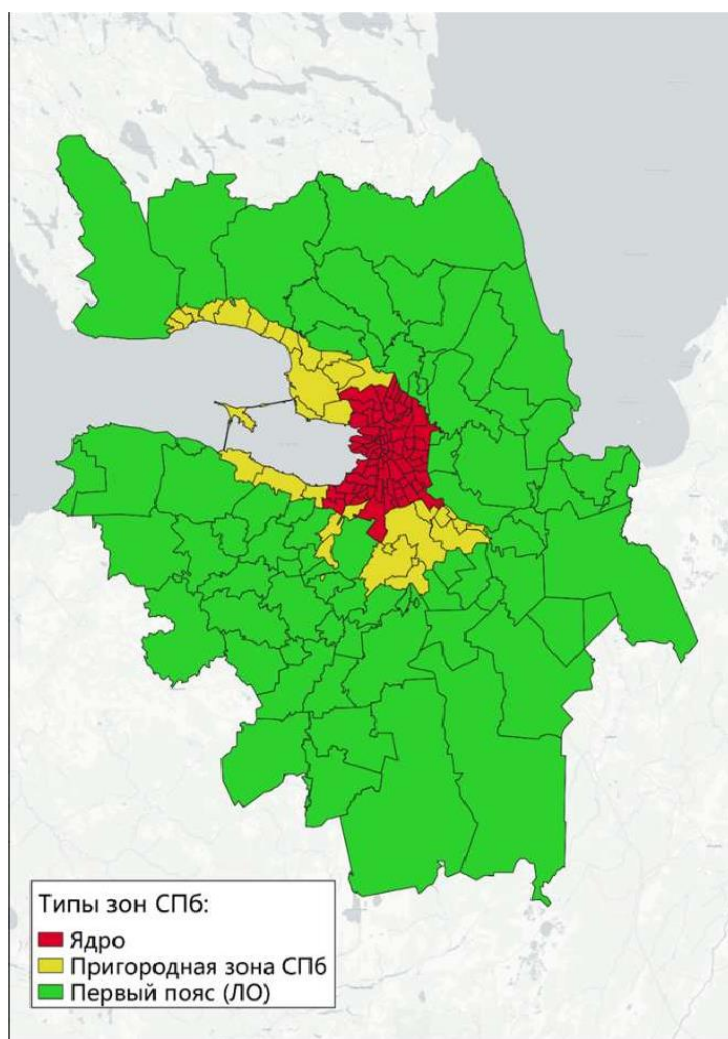 Типы зон СПб:
Ядро
Пригородная зона СПб
Первый пояс (ЛО)